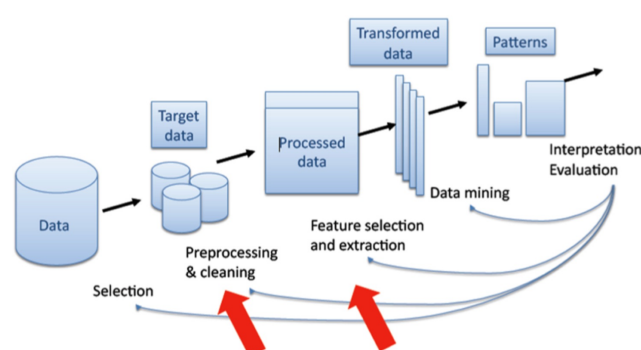 Transformed
data
Patterns
Target
data
Processed
data
Interpretation
Evaluation
Data mining
Data
Feature selection
and extraction
Preprocessing
& cleaning
Selection